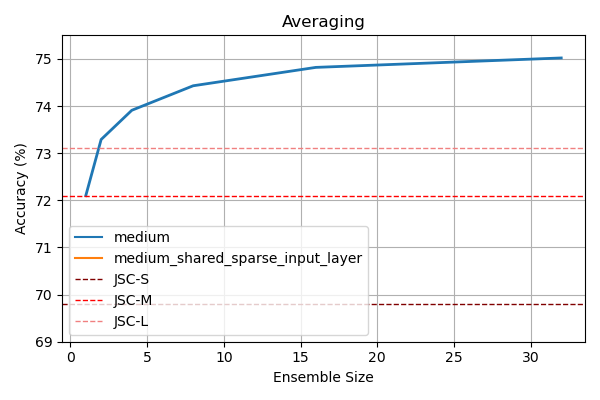 Averaging
Accuracy (%)
75
74
73
72
71
70
69
medium
medium_shared_sparse_input_layer
JSC-S
JSC-M
JSC-L
0 5 10 15 20 25 30
Ensemble Size